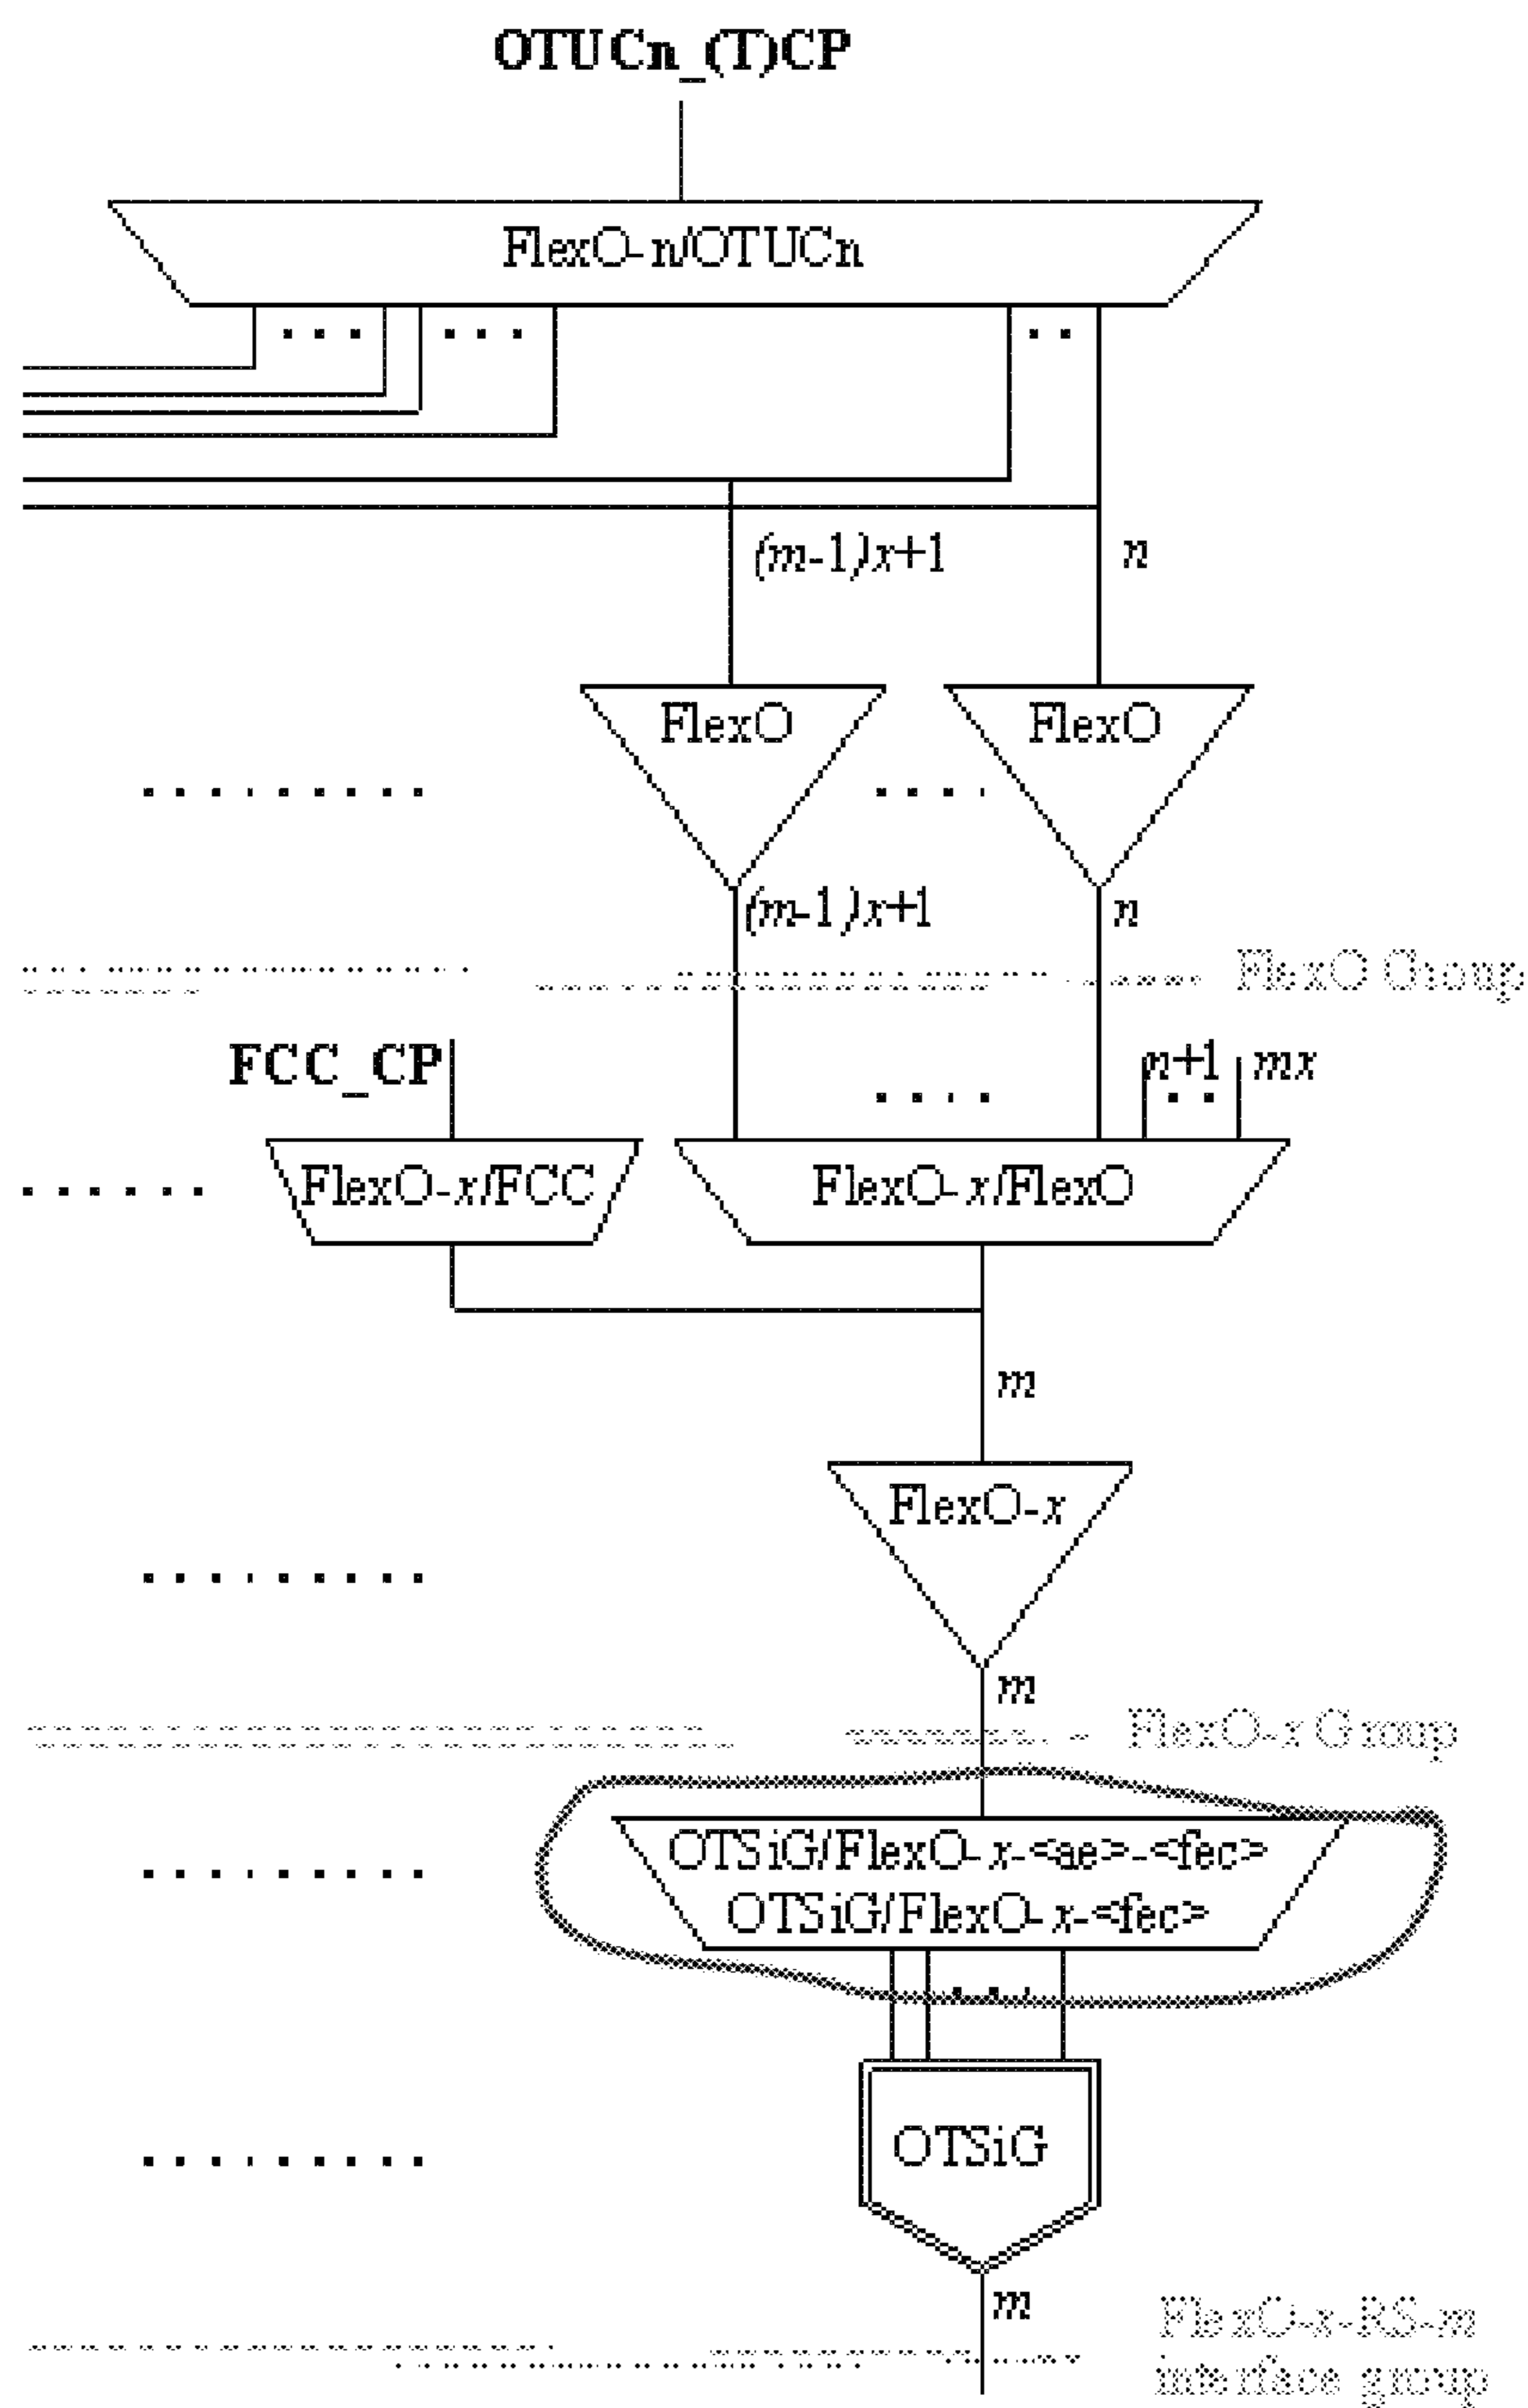 OTUCn_(T)CP
FlexO-n/OTUCn
(m-1)x+1
n
FlexO
FlexO
(m-1)x+1
n
FlexO Group
FCC_CP
n+1
mx
FlexO-x/FCC
FlexO-x/FlexO
m
FlexO-x
m
FlexO-x Group
OTSiG/FlexO-x-<ae>-<fec>
OTSiG/FlexO-x-<fec>
OTSiG
m
FlexO-x-RS-m
interface group